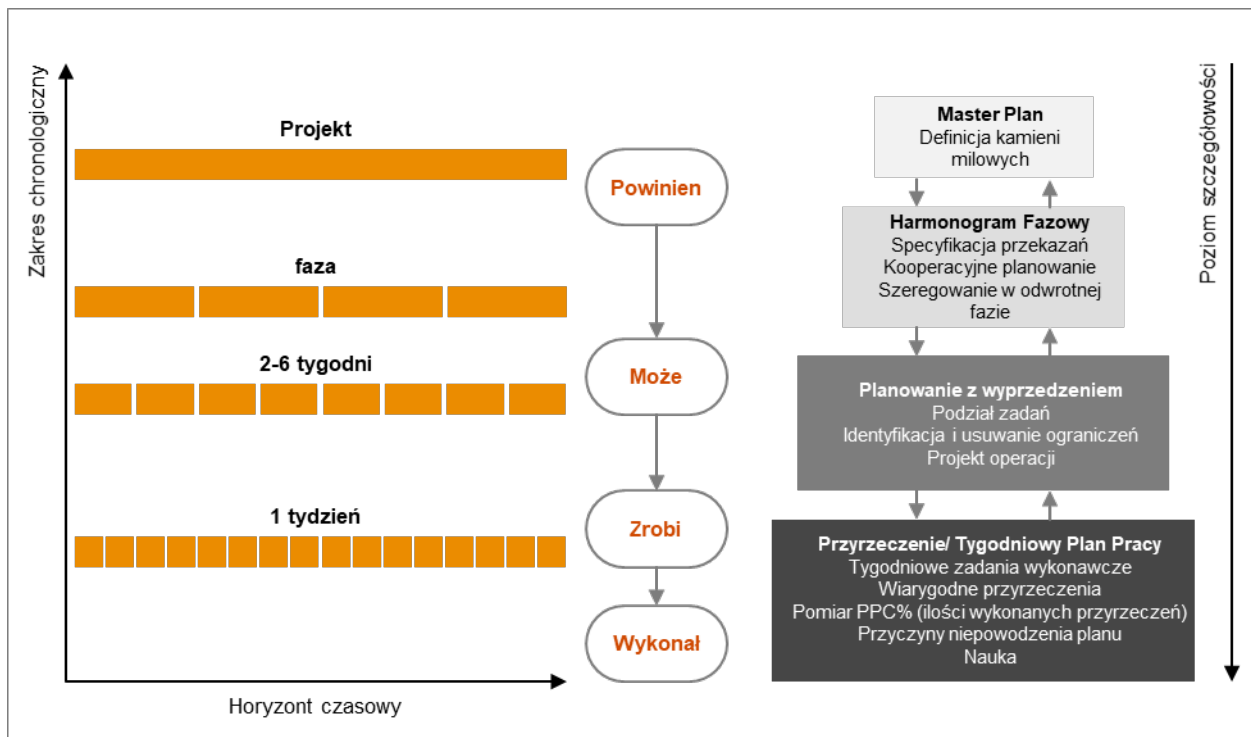 Zakres chronologiczny
Projekt
faza
2-6 tygodni
1 tydzień
Horyzont czasowy
Powinien
Może
Zrobi
Wykonał
Master Plan
Definicja kamieni
milowych
Harmonogram Fazowy
Specyfikacja przekazań
Kooperacyjne planowanie
Szeregowanie w odwrotnej
fazie
Planowanie z wyprzedzeniem
Podział zadań
Identyfikacja i usuwanie ograniczeń
Projekt operacji
Przyrzeczenie/ Tygodniowy Plan Pracy
Tygodniowe zadania wykonawcze
Wiarygodne przyrzeczenia
Pomiar PPC% (ilości wykonanych przyrzeczeń)
Przyczyny niepowodzenia planu
Nauka
Poziom szczegółowości